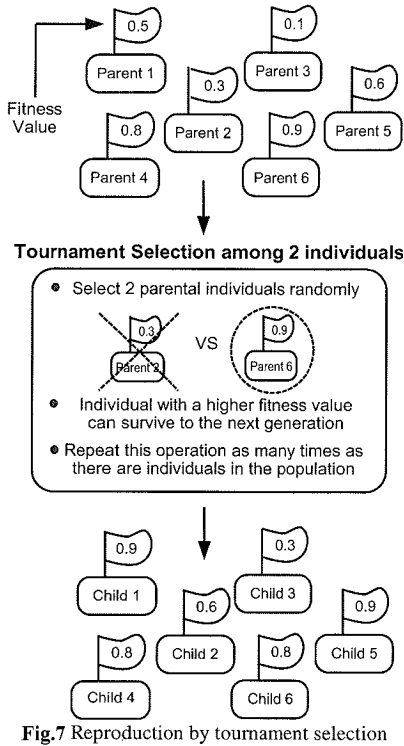 0.5
Parent 1
0.1
Parent 3
Fitness
Value
0.3
Parent 2
0.6
Parent 5
0.8
Parent 4
0.9
Parent 6
Tournament Selection among 2 individuals
Select 2 parental individuals randomly
0.3
Parent 2
VS
0.9
Parent 6
Individual with a higher fitness value
can survive to the next generation
Repeat this operation as many times as
there are individuals in the population
0.9
Child 1
0.3
Child 3
0.6
Child 2
0.9
Child 5
0.8
Child 4
0.8
Child 6
Fig.7 Reproduction by tournament selection